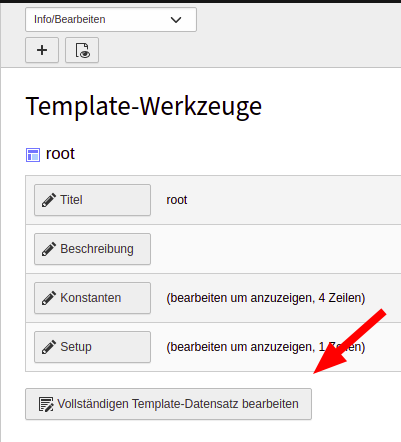 Info/Bearbeiten
Template-Werkzeuge
root
Titel root
Beschreibung
Konstanten (bearbeiten um anzuzeigen, 4 Zeilen)
Setup (bearbeiten um anzuzeigen, 1 Zeilen)
Vollständigen Template-Datensatz bearbeiten